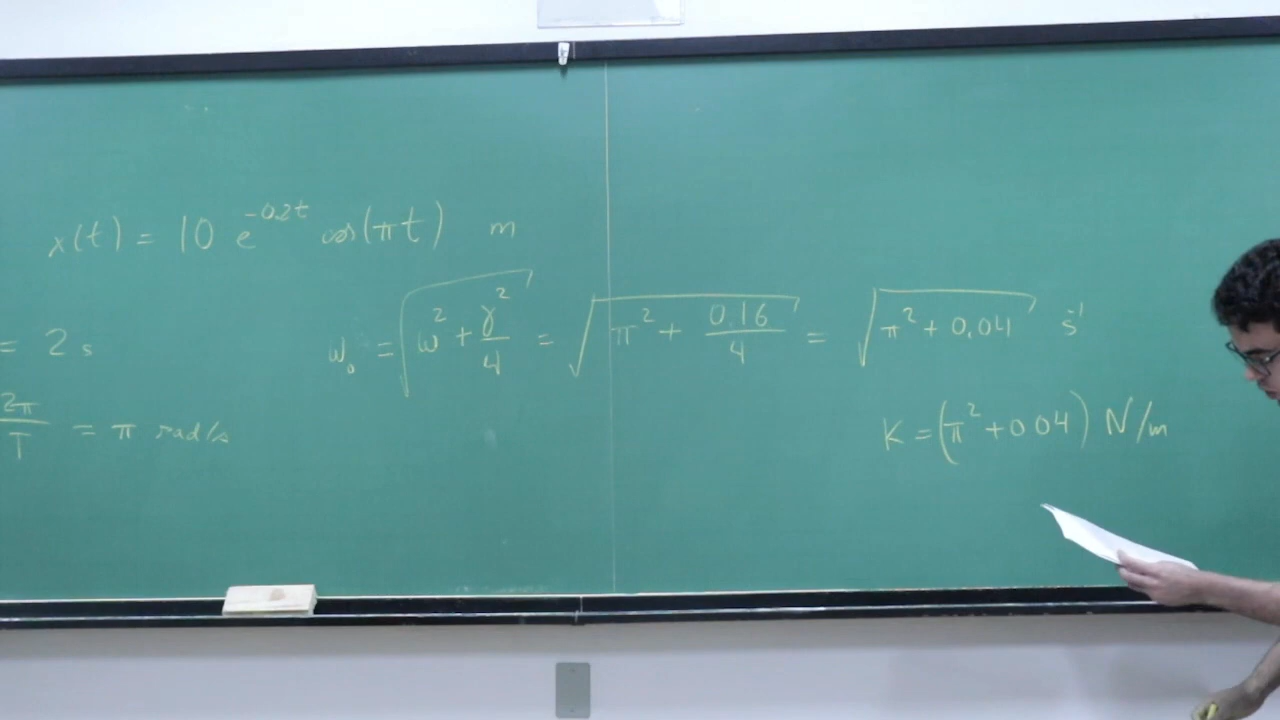 x(t) = 10 e^{-0.2t} cos(πt) m
= 2 s
ω₀ = √(ω² + γ²/4) = √(π² + 0.16/4) = √(π² + 0.04) s⁻¹
2π/T = π rad/s
K = (π² + 0.04) N/m